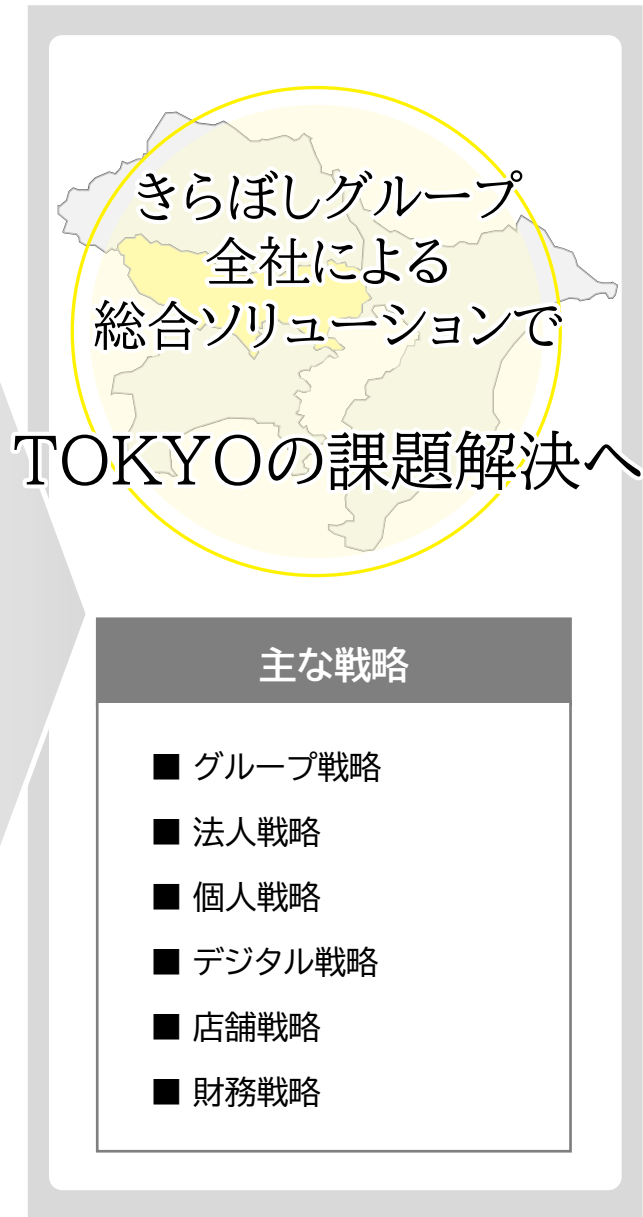 きらぼしグループ
全社による
総合ソリューションで
TOKYOの課題解決へ
主な戦略
■ グループ戦略
■ 法人戦略
■ 個人戦略
■ デジタル戦略
■ 店舗戦略
■ 財務戦略